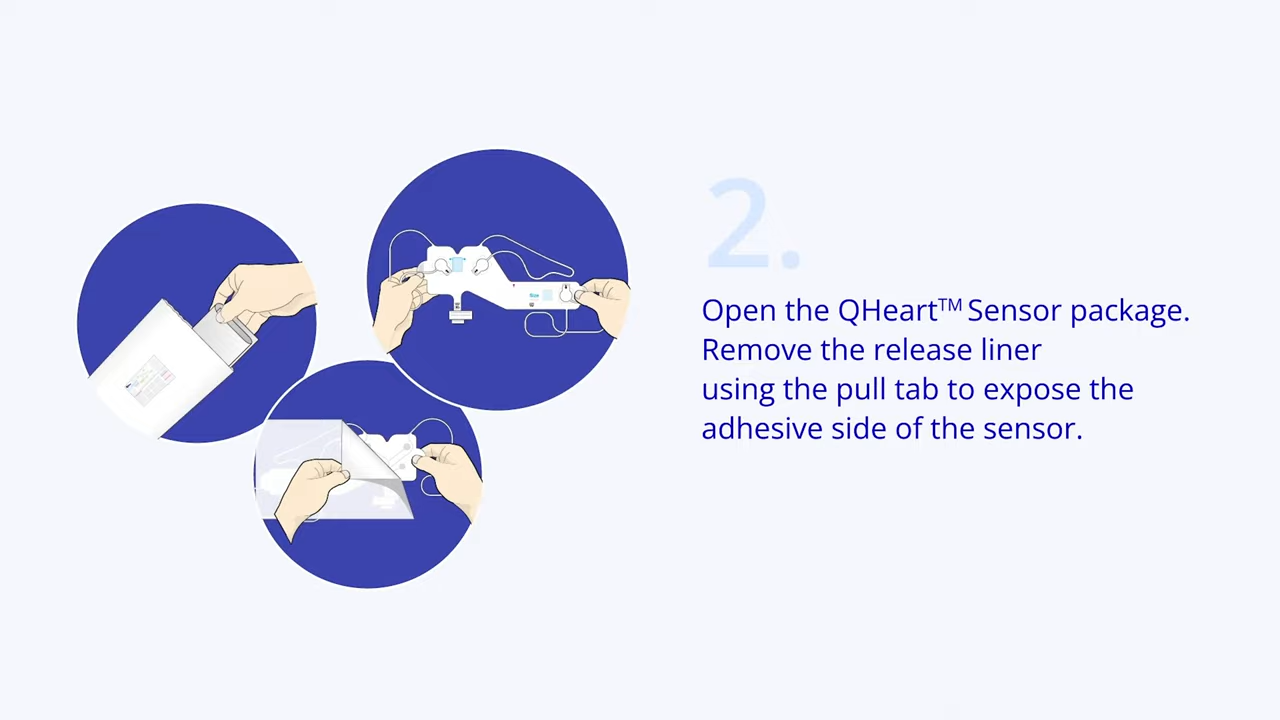 2.
Open the QHeart™ Sensor package.
Remove the release liner
using the pull tab to expose the
adhesive side of the sensor.